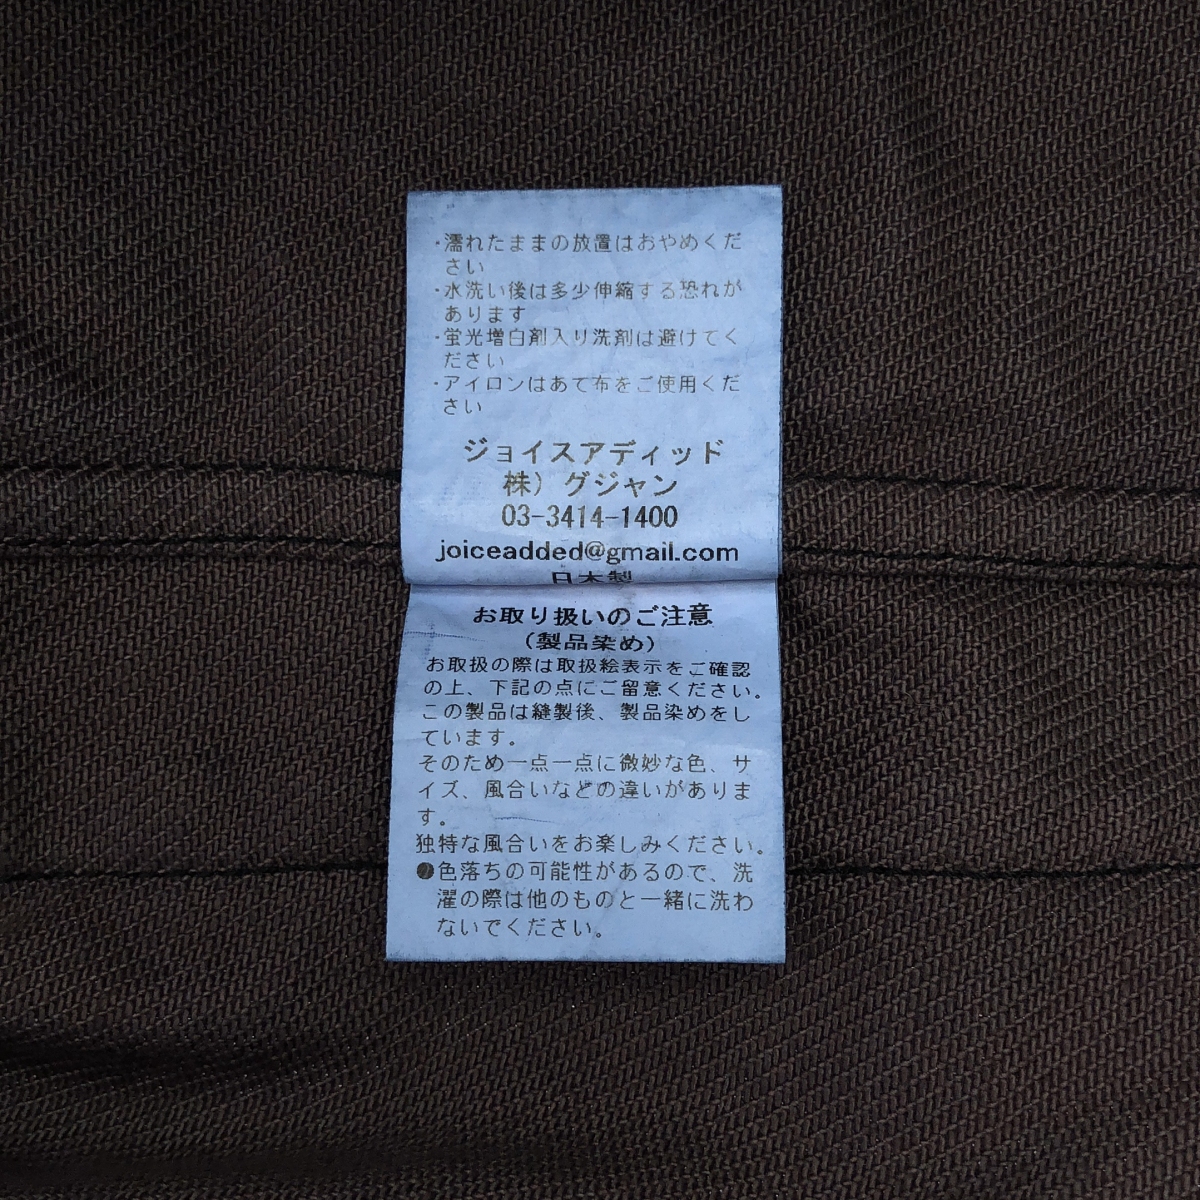 ・濡れたままの放置はおやめくだ
さい
・水洗い後は多少伸縮する恐れが
あります
・蛍光増白剤入り洗剤は避けてく
ださい
・アイロンはあて布をご使用くだ
さい
ジョイスアディッド
株）グジャン
03-3414-1400
joiceadded@gmail.com
日本製
お取り扱いのご注意
（製品染め）
お取扱の際は取扱絵表示をご確認
の上、下記の点にご留意ください。
この製品は縫製後、製品染めをし
ています。
そのため一点一点に微妙な色、サ
イズ、風合いなどの違いがありま
す。
独特な風合いをお楽しみください。
●色落ちの可能性があるので、洗
濯の際は他のものと一緒に洗わ
ないでください。